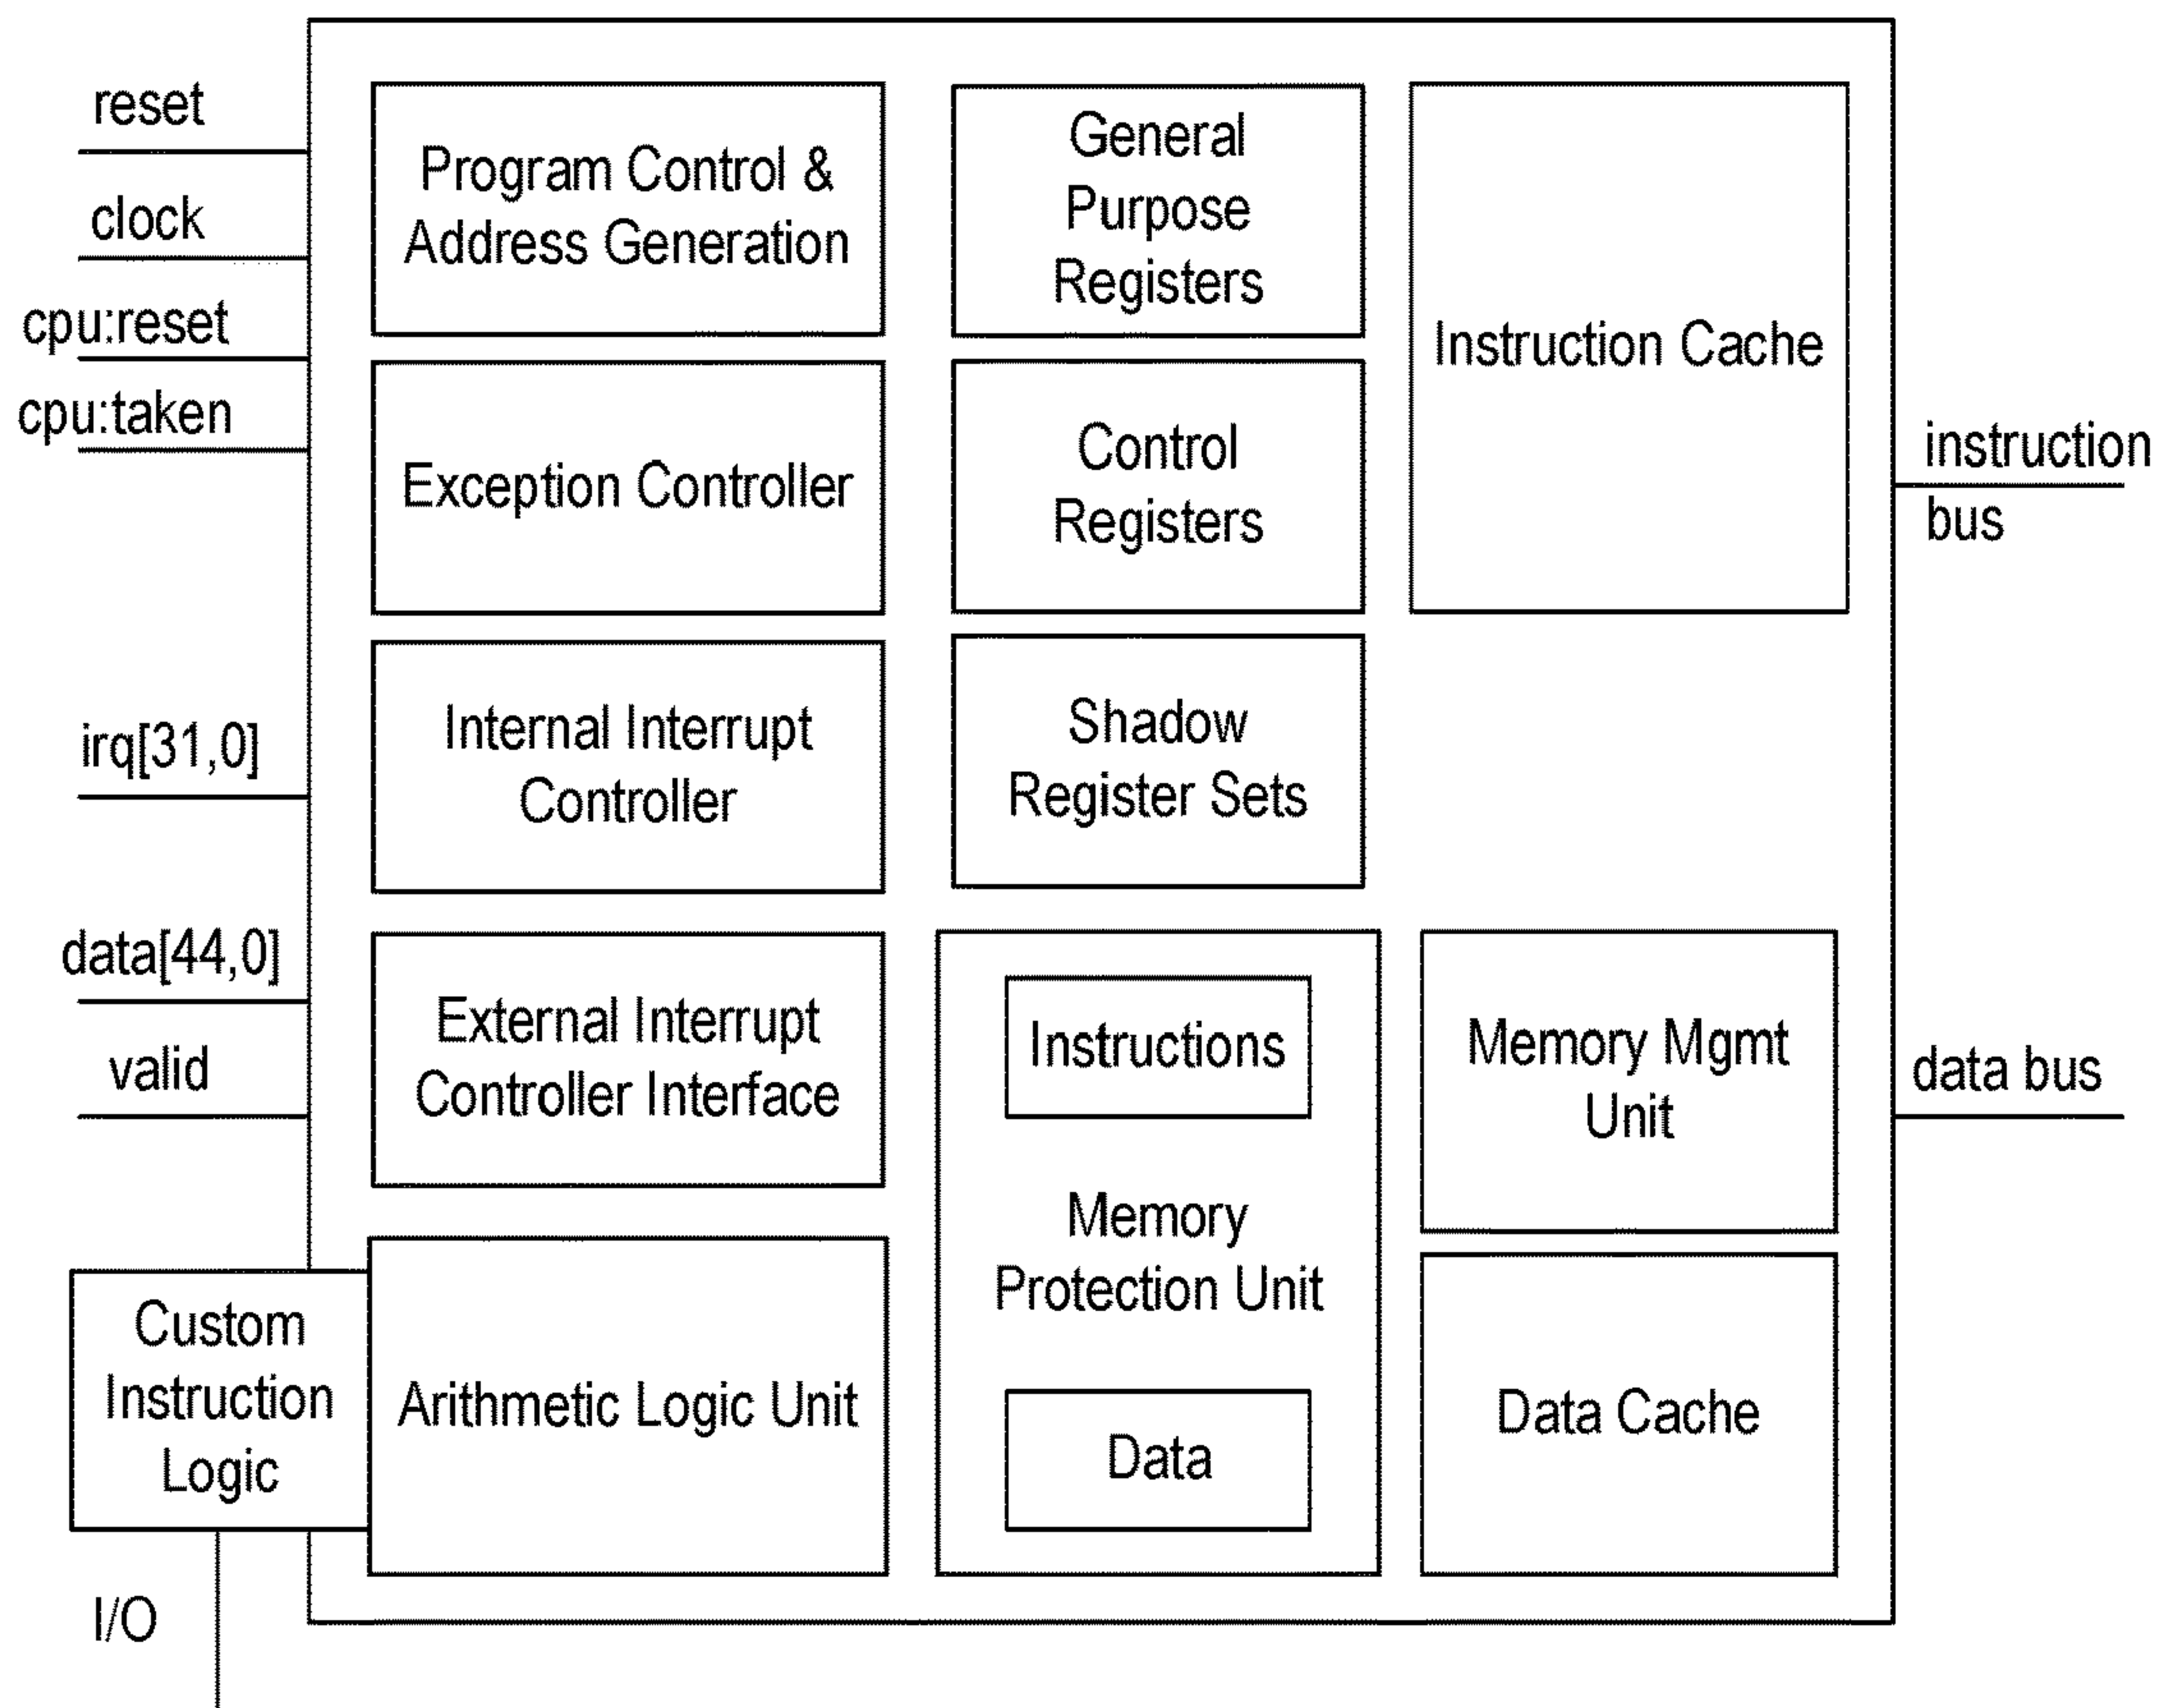 reset
clock
cpu:reset
cpu:taken
irq[31,0]
data[44,0]
valid
Custom
Instruction
Logic
I/O
Program Control &
Address Generation
Exception Controller
Internal Interrupt
Controller
External Interrupt
Controller Interface
Arithmetic Logic Unit
General
Purpose
Registers
Control
Registers
Shadow
Register Sets
Instructions
Memory
Protection Unit
Data
Instruction Cache
Memory Mgmt
Unit
Data Cache
instruction
bus
data bus